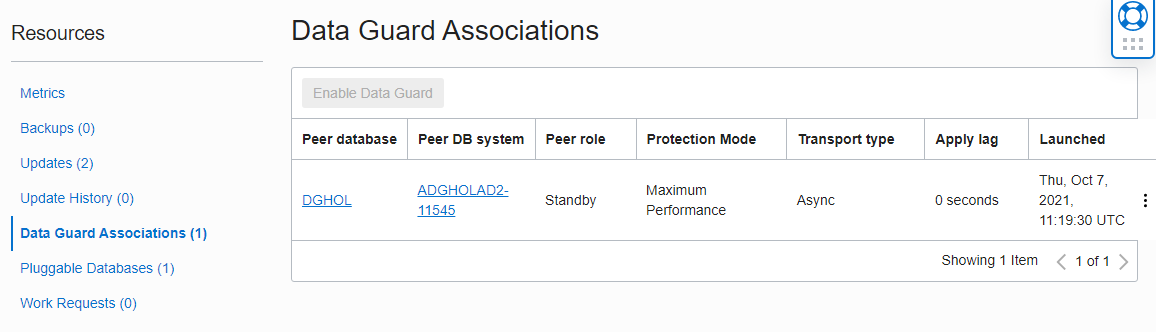 Resources
Metrics
Backups (0)
Updates (2)
Update History (0)
Data Guard Associations (1)
Pluggable Databases (1)
Work Requests (0)
Data Guard Associations
Enable Data Guard
Peer database Peer DB system Peer role Protection Mode Transport type Apply lag Launched
DGHOL ADGHOLAD2-
11545 Standby Maximum
Performance Async 0 seconds Thu, Oct 7,
2021,
11:19:30 UTC
Showing 1 Item 1 of 1